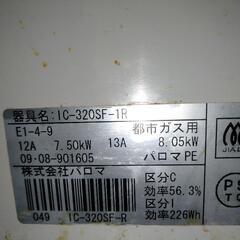 器具名:IC-320SF-1R
E1-4-9 都市ガス用
12A 7.50kW 13A 8.05kW
09・08-901605 パロマPE
株式会社パロマ 区分C
効率56.3%
区分I
049 IC-320SF-R 効率226Wh
JIA
PS